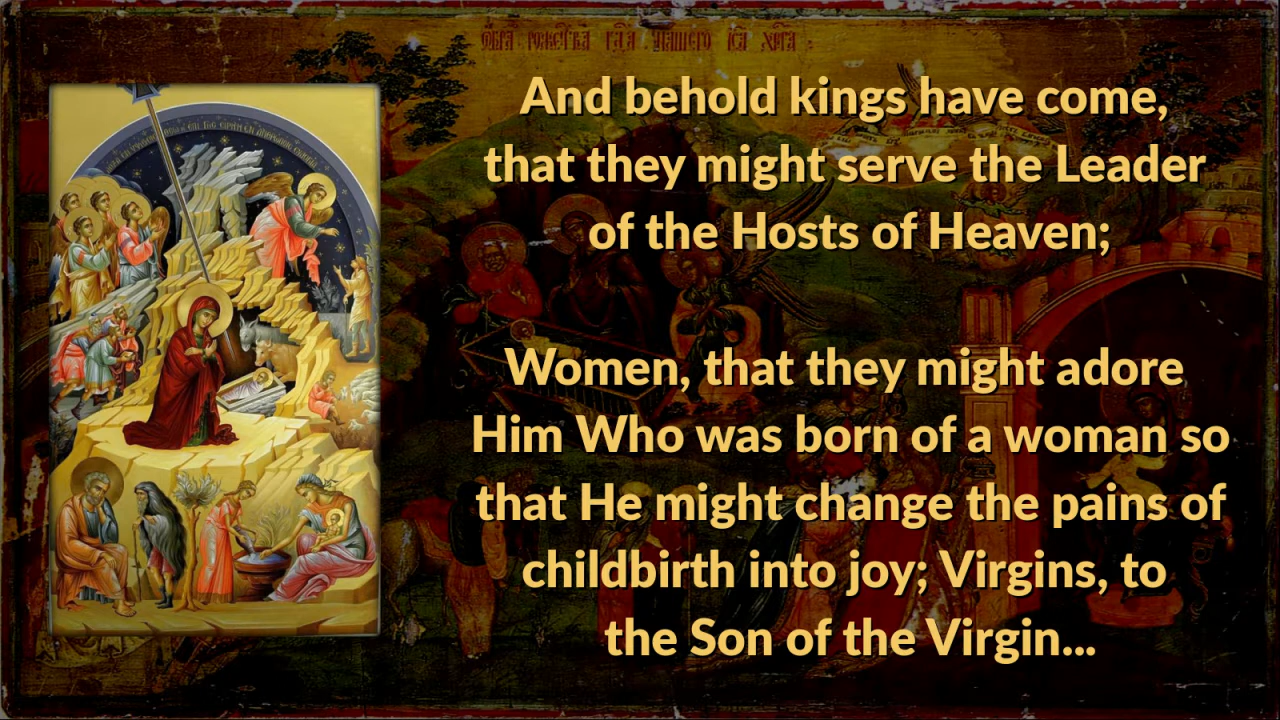 And behold kings have come,
that they might serve the Leader
of the Hosts of Heaven;
Women, that they might adore
Him Who was born of a woman so
that He might change the pains of
childbirth into joy; Virgins, to
the Son of the Virgin...